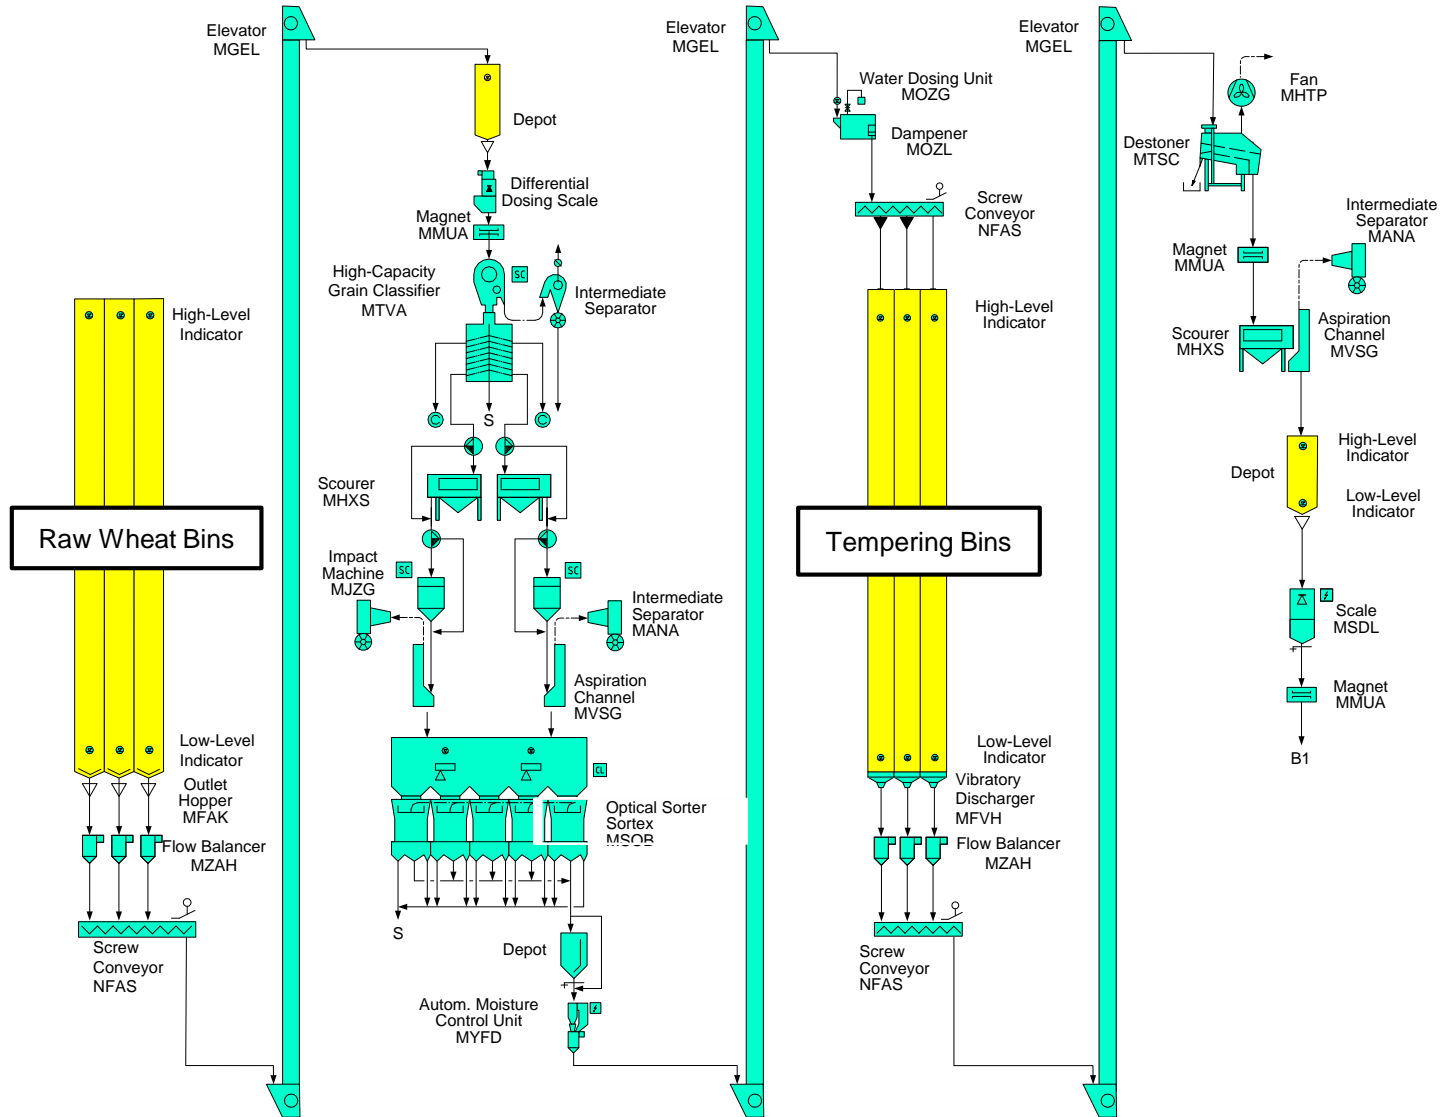 Elevator
MGEL
Depot
Differential
Dosing Scale
Magnet
MMUA
High-Capacity
Grain Classifier
MTVA
SC
Intermediate
Separator
High-Level
Indicator
C
S
C
Scourer
MHXS
Raw Wheat Bins
Impact
Machine
MJZG
SC
SC
Intermediate
Separator
MANA
Aspiration
Channel
MVSG
Low-Level
Indicator
Outlet
Hopper
MFAK
CL
Optical Sorter
Sortex
MSOB
Flow Balancer
MZAH
S
Screw
Conveyor
NFAS
Depot
Autom. Moisture
Control Unit
MYFD
Elevator
MGEL
Water Dosing Unit
MOZG
Dampener
MOZL
Screw
Conveyor
NFAS
High-Level
Indicator
Tempering Bins
Low-Level
Indicator
Vibratory
Discharger
MFVH
Flow Balancer
MZAH
Screw
Conveyor
NFAS
Elevator
MGEL
Fan
MHTP
Destoner
MTSC
Intermediate
Separator
MANA
Magnet
MMUA
Scourer
MHXS
Aspiration
Channel
MVSG
High-Level
Indicator
Depot
Low-Level
Indicator
Scale
MSDL
Magnet
MMUA
B1